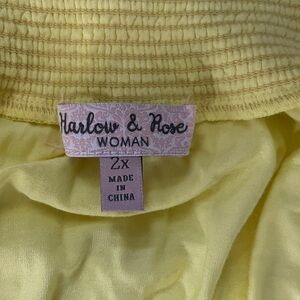 Harlow & Rose
WOMAN
2x
MADE
IN
CHINA